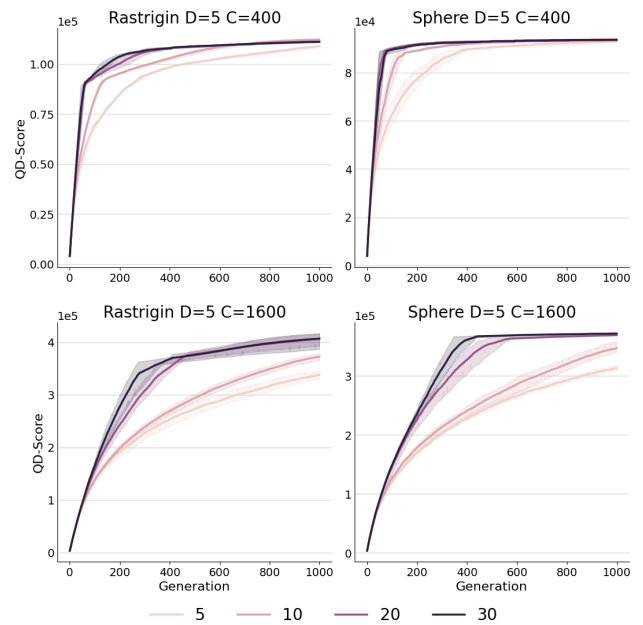 Rastrigin D=5 C=400
1e5
QD-Score
1.00
0.75
0.50
0.25
0.00
0 200 400 600 800 1000
Sphere D=5 C=400
1e4
8
6
4
2
0
0 200 400 600 800 1000
Rastrigin D=5 C=1600
1e5
QD-Score
4
3
2
1
0
0 200 400 600 800 1000
Generation
Sphere D=5 C=1600
1e5
3
2
1
0
0 200 400 600 800 1000
Generation
5 10 20 30